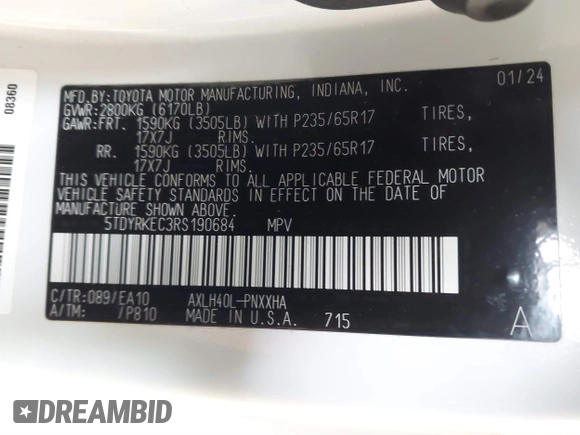 08360
MFD.BY:TOYOTA MOTOR MANUFACTURING, INDIANA, INC. 01/24
GVWR:2800KG (6170LB)
GAWR:FRT. 1590KG (3505LB) WITH P235/65R17 TIRES,
17X7J RIMS.
RR. 1590KG (3505LB) WITH P235/65R17 TIRES,
17X7J RIMS.
THIS VEHICLE CONFORMS TO ALL APPLICABLE FEDERAL MOTOR
VEHICLE SAFETY STANDARDS IN EFFECT ON THE DATE OF
MANUFACTURE SHOWN ABOVE.
5TDYRKEC3RS190684 MPV
C/TR:089/EA10 AXLH40L-PNXXHA
A/TM: /P810 MADE IN U.S.A. 715 A
DREAMBID